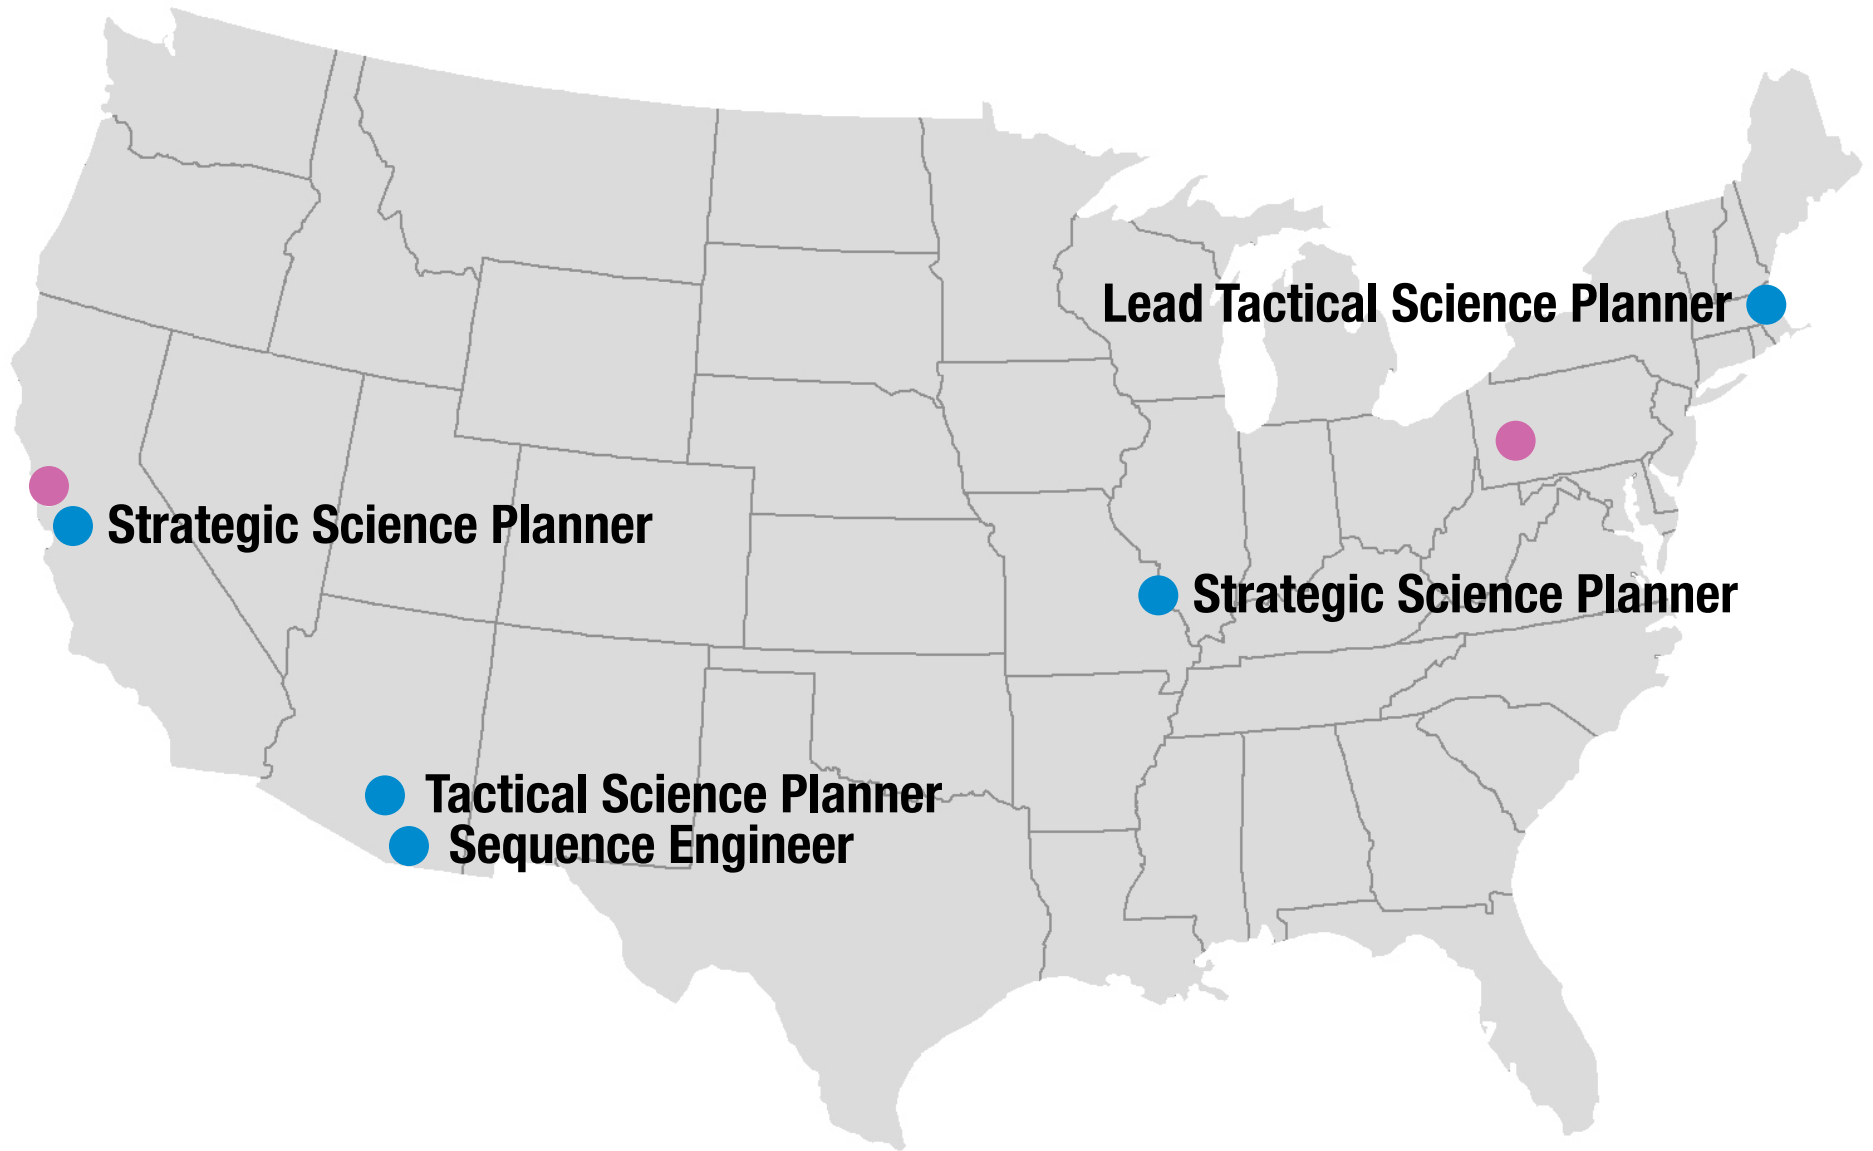 Lead Tactical Science Planner
Strategic Science Planner
Strategic Science Planner
Tactical Science Planner
Sequence Engineer